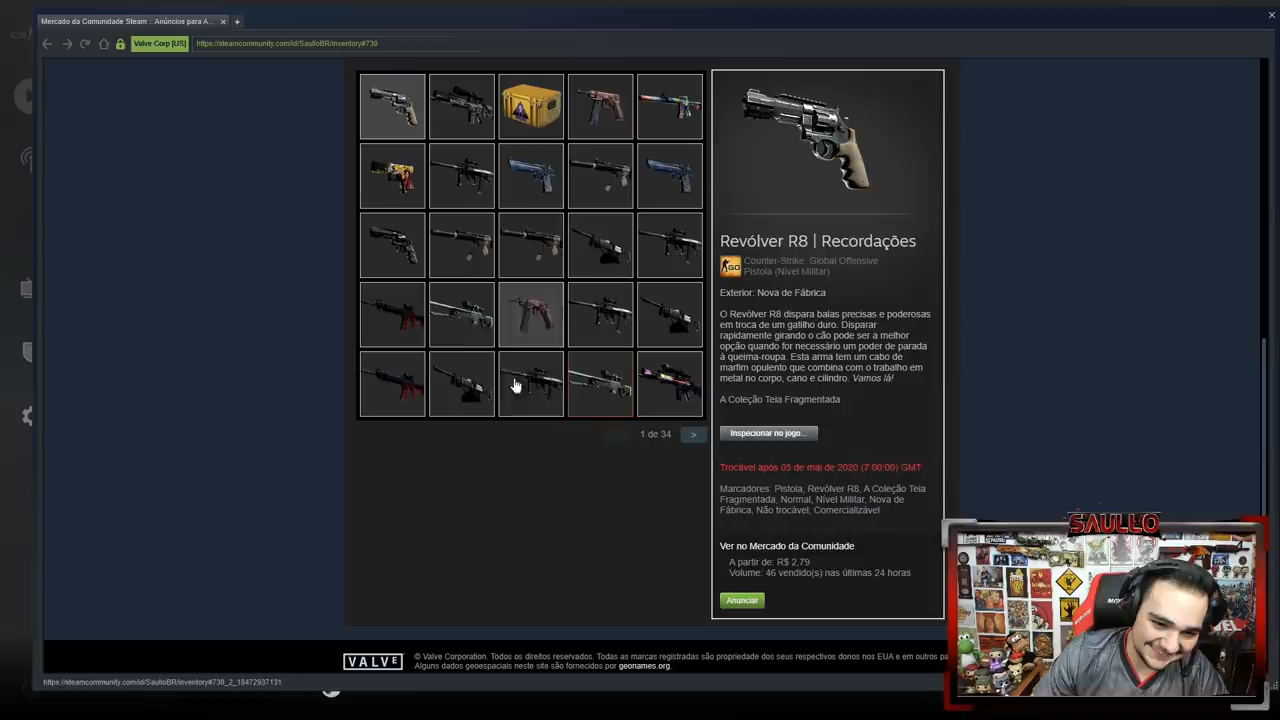 Mercado da Comunidade Steam :: Anúncios para A...
Valve Corp [US]
https://steamcommunity.com/id/SaulloBR/inventory#730
Revólver R8 | Recordações
GO
Counter-Strike Global Offensive
Pistola (Nível Militar)
Exterior: Nova de Fábrica
O Revólver R8 dispara balas precisas e poderosas
em troca de um gatilho duro. Disparar
rapidamente girando o cão pode ser a melhor
opção quando for necessário um poder de parada
à queima-roupa. Esta arma tem um cabo de
marfim opulento que combina com o trabalho em
metal no corpo, cano e cilindro. Vamos lá!
A Coleção Teia Fragmentada
1 de 34
>
Inspecionar no jogo...
Trocável após 05 de mai de 2020 (7:00:00) GMT
Marcadores: Pistola, Revólver R8, A Coleção Teia
Fragmentada, Normal, Nível Militar, Nova de
Fábrica, Não trocável, Comercializável
Ver no Mercado da Comunidade
A partir de: R$ 2,79
Volume: 46 vendido(s) nas últimas 24 horas
Anunciar
SAULLO
VALVE
© Valve Corporation. Todos os direitos reservados. Todas as marcas registradas são propriedade dos seus respectivos donos nos EUA e em outros pa
Alguns dados geoespaciais neste site são fornecidos por geonames.org.
https://steamcommunity.com/id/SaulloBR/inventory#730_2_18472937131